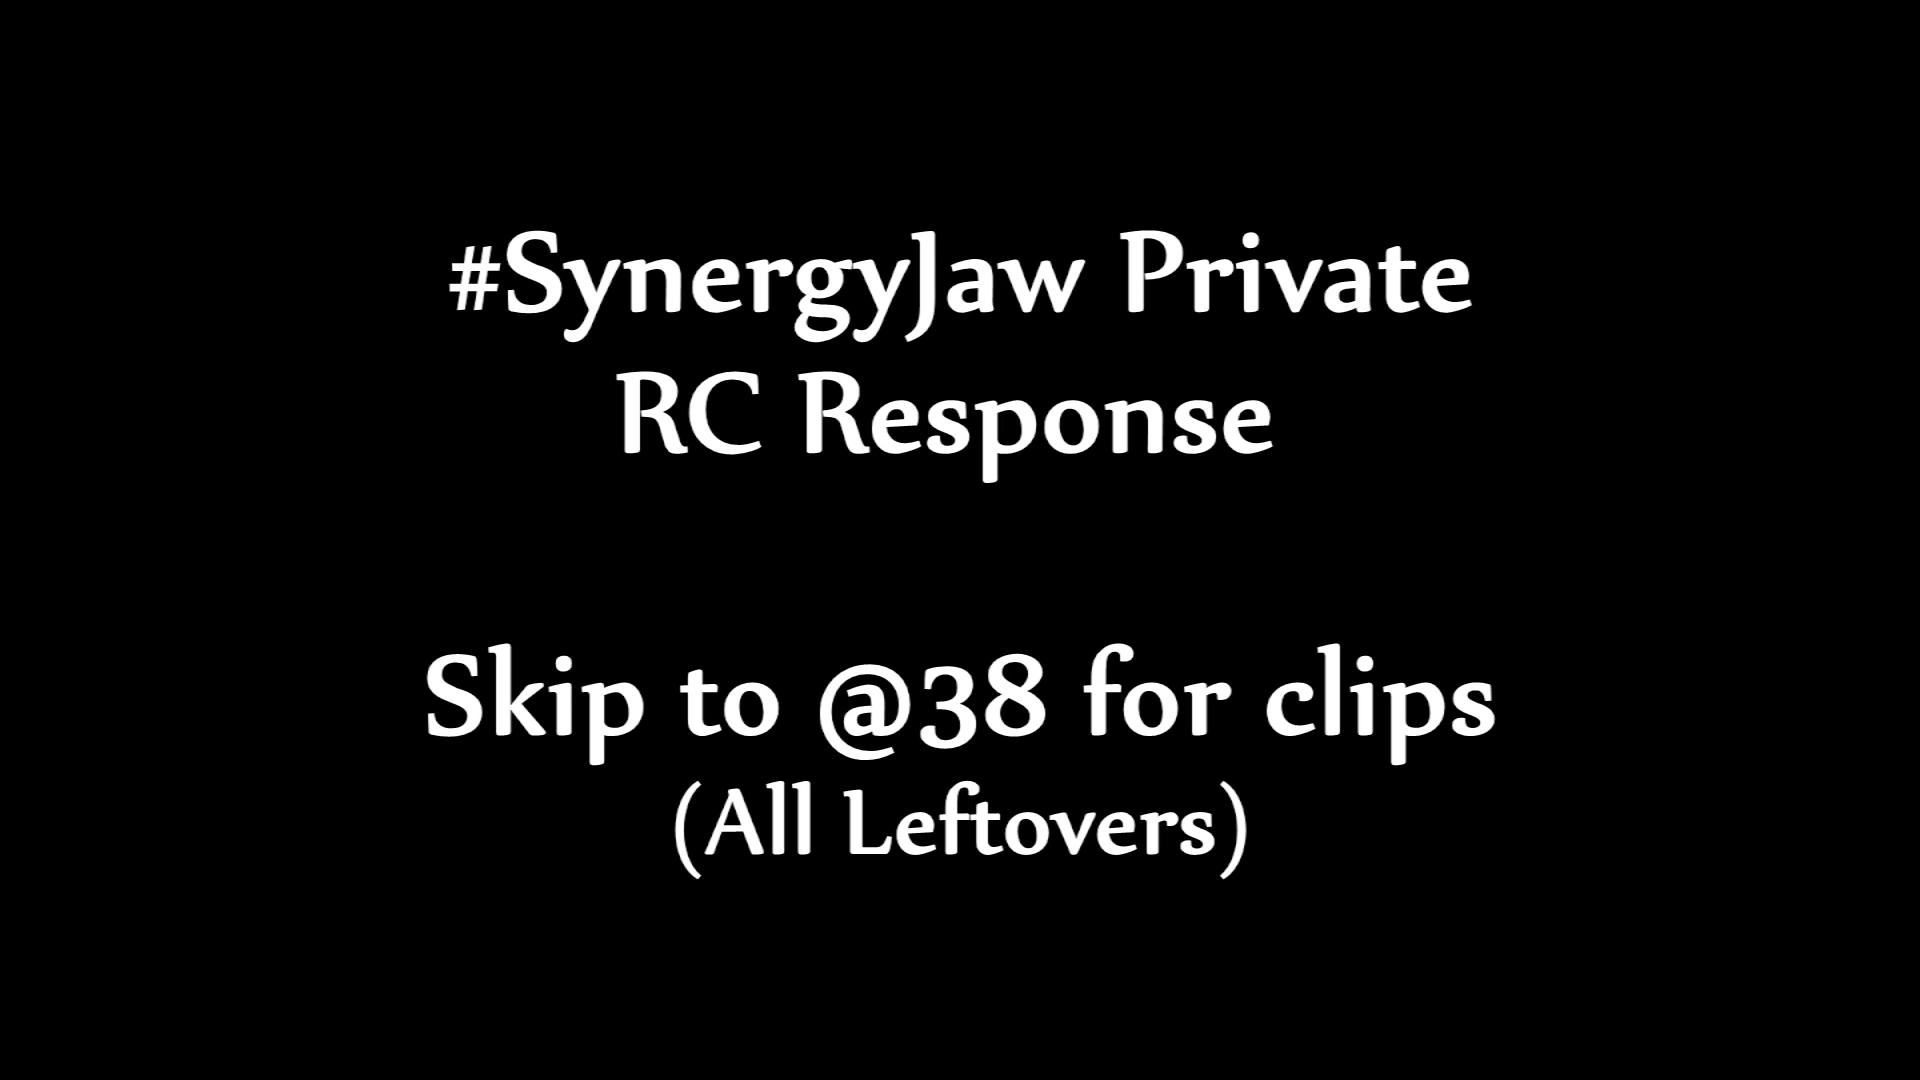 #SynergyJaw Private
RC Response
Skip to @38 for clips
(All Leftovers)